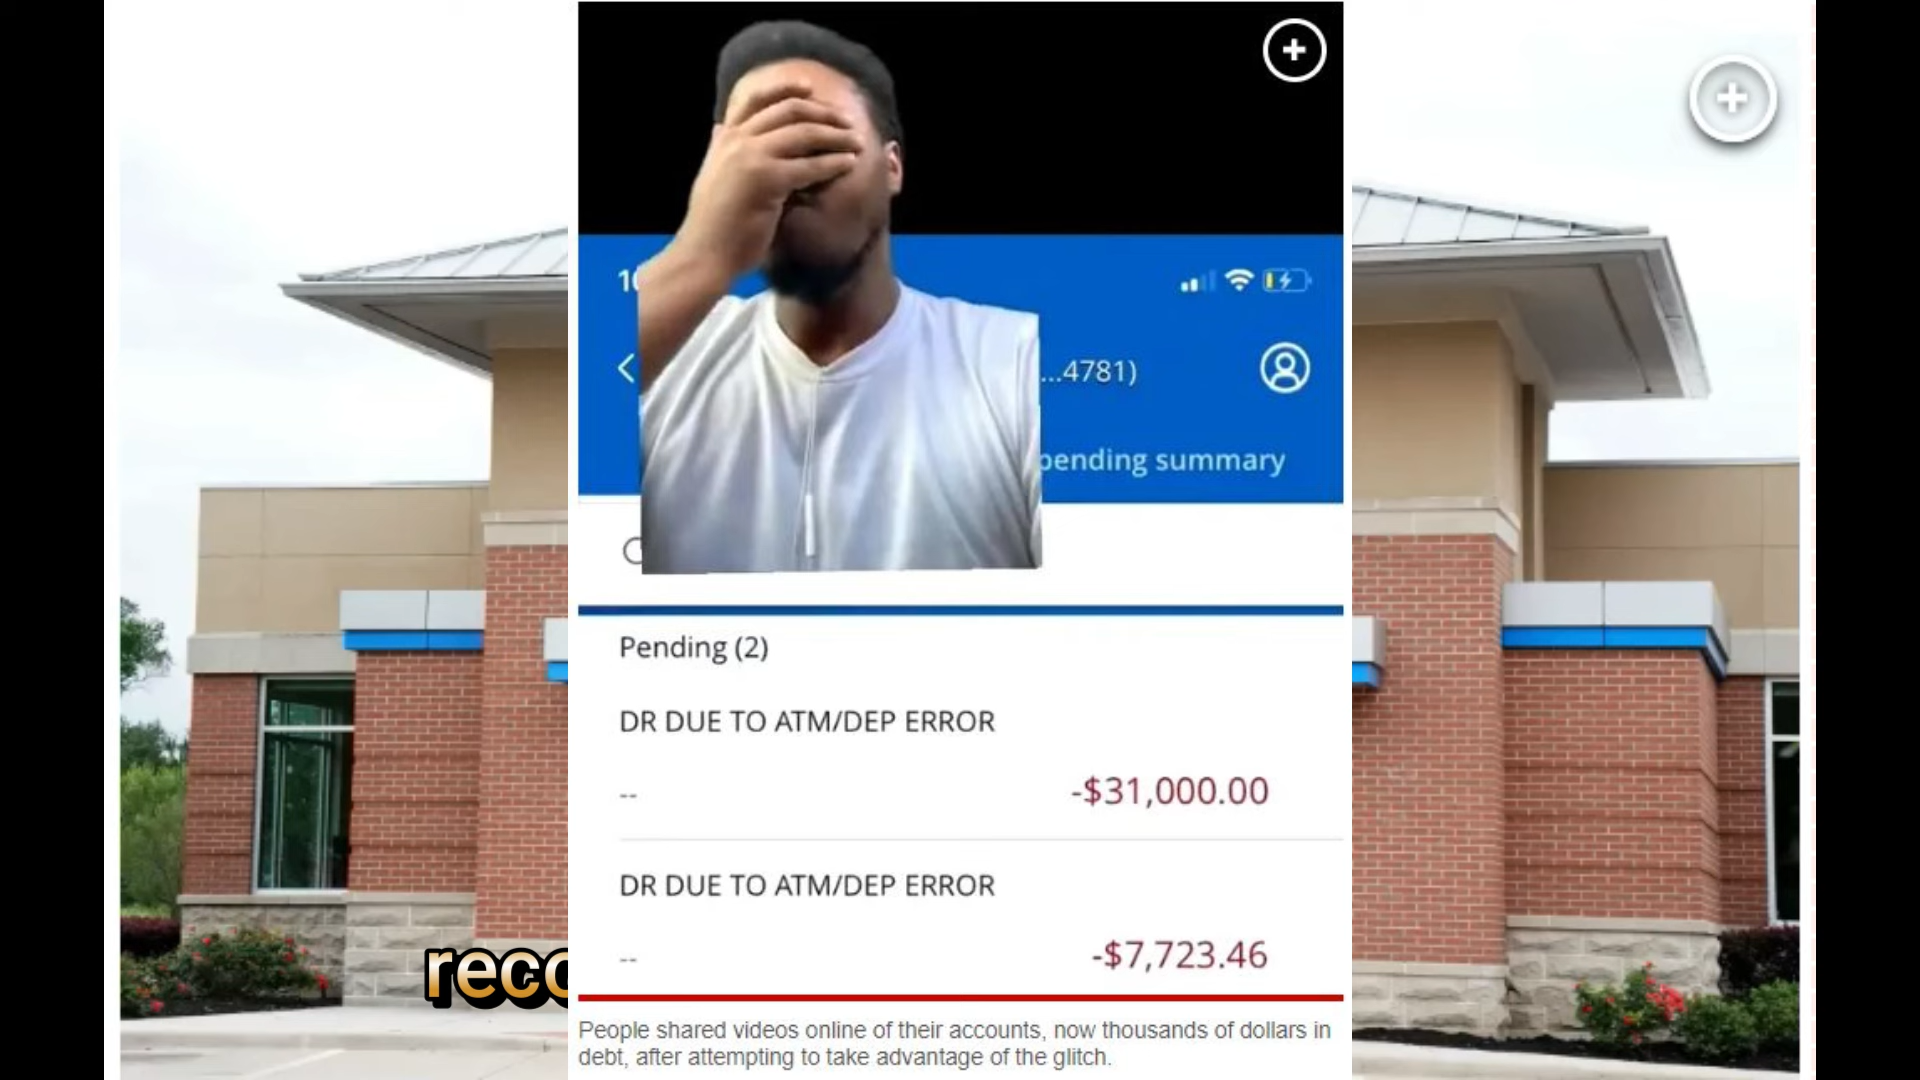 ...4781)
pending summary
Pending (2)
DR DUE TO ATM/DEP ERROR
--
-$31,000.00
DR DUE TO ATM/DEP ERROR
--
-$7,723.46
reco
People shared videos online of their accounts, now thousands of dollars in
debt, after attempting to take advantage of the glitch.